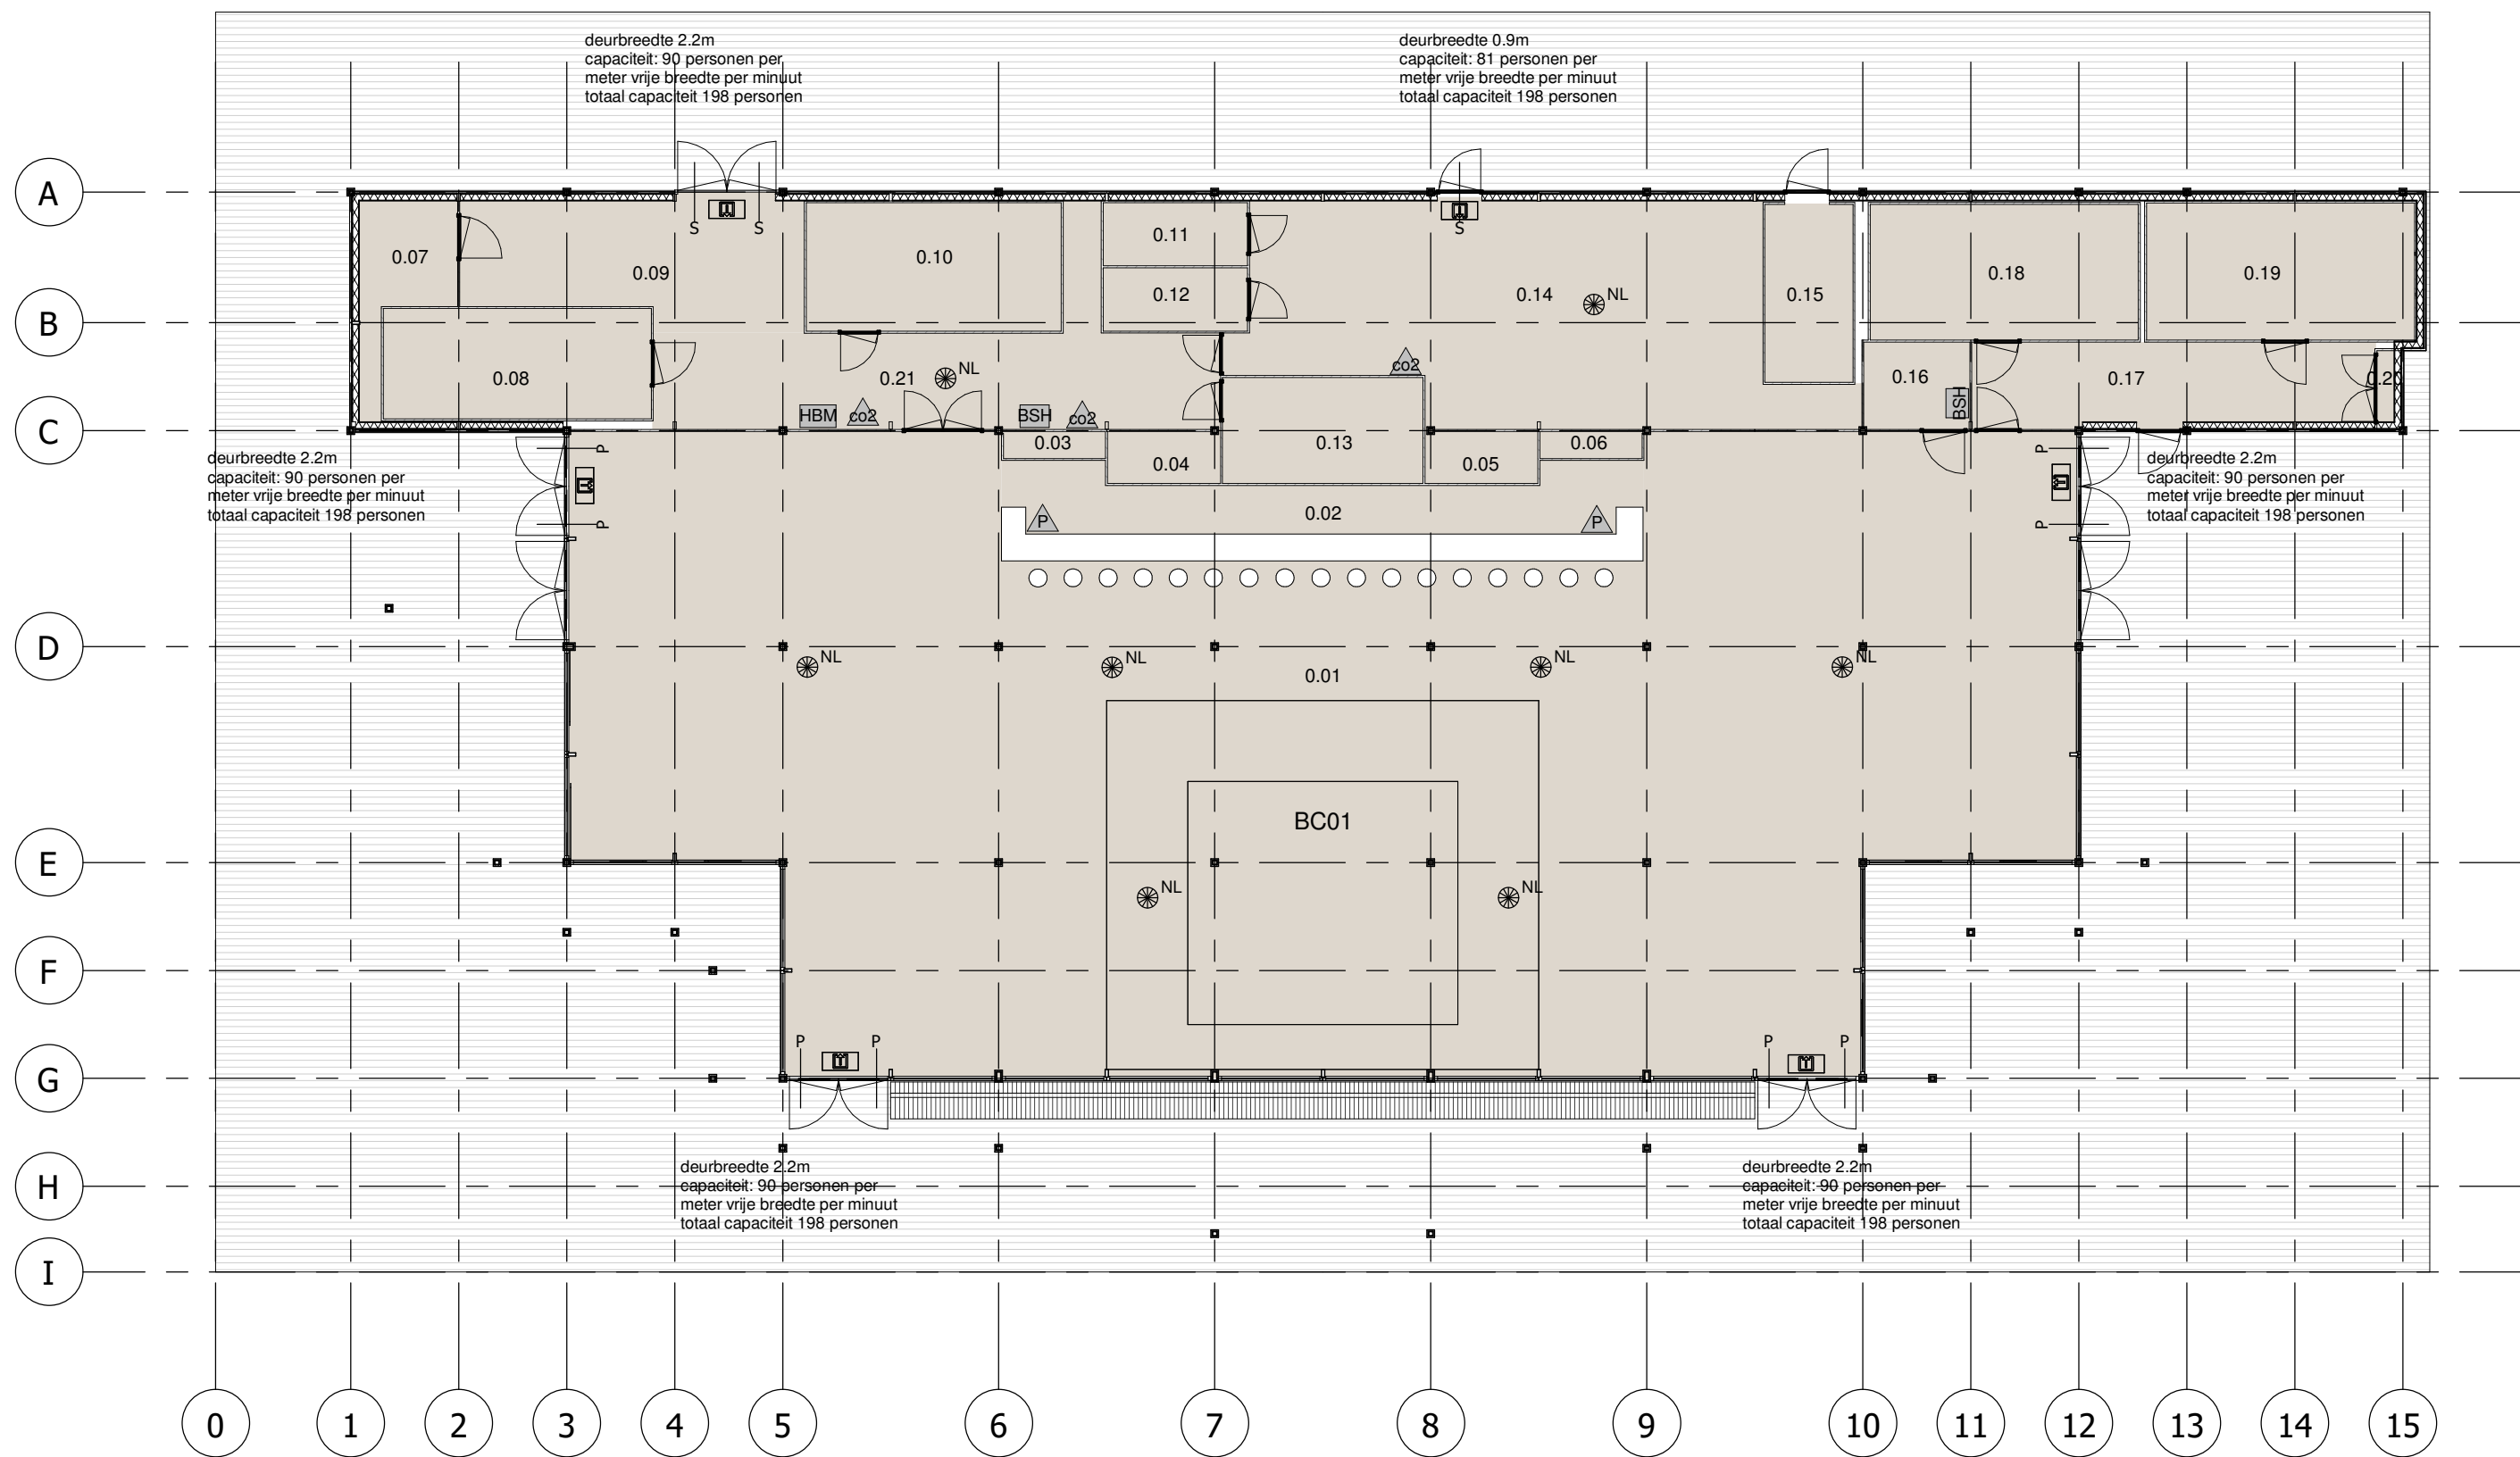 deurbreedte 2.2m
capaciteit: 90 personen per
meter vrije breedte per minuut
totaal capaciteit 198 personen
deurbreedte 0.9m
capaciteit: 81 personen per
meter vrije breedte per minuut
totaal capaciteit 198 personen
A
S
S
S
0.07
0.09
0.10
0.11
0.12
0.14
NL
0.15
0.18
0.19
B
0.08
0.21
NL
co2
0.16
0.17
HBM
co2
BSH
co2
BSH
C
0.03
0.04
0.13
0.05
0.06
P
P
deurbreedte 2.2m
capaciteit: 90 personen per
meter vrije breedte per minuut
totaal capaciteit 198 personen
P
P
deurbreedte 2.2m
capaciteit: 90 personen per
meter vrije breedte per minuut
totaal capaciteit 198 personen
P
0.02
P
D
NL
NL
NL
NL
0.01
BC01
E
NL
NL
F
P
P
P
P
G
deurbreedte 2.2m
capaciteit: 90 personen per
meter vrije breedte per minuut
totaal capaciteit 198 personen
deurbreedte 2.2m
capaciteit: 90 personen per
meter vrije breedte per minuut
totaal capaciteit 198 personen
H
I
0 1 2 3 4 5 6 7 8 9 10 11 12 13 14 15